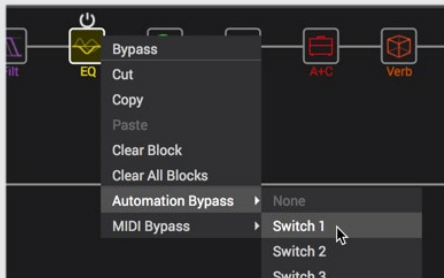 Filt
EQ
A+C
Verb
Bypass
Cut
Copy
Paste
Clear Block
Clear All Blocks
Automation Bypass
None
MIDI Bypass
Switch 1
Switch 2
Switch 3